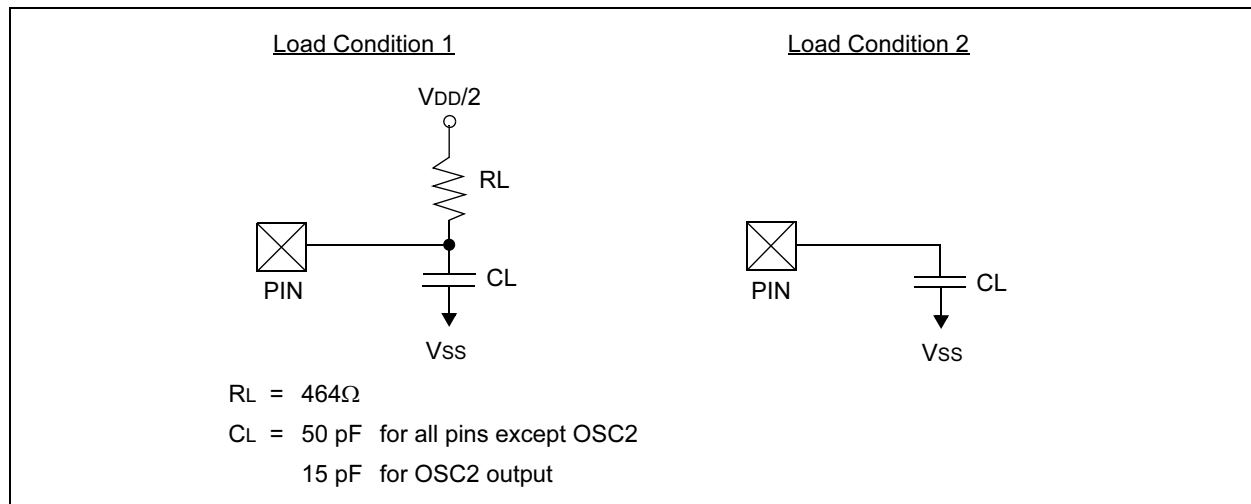 Load Condition 1
VDD/2
RL
CL
PIN
VSS
RL = 464Ω
CL = 50 pF for all pins except OSC2
15 pF for OSC2 output
Load Condition 2
CL
PIN
VSS